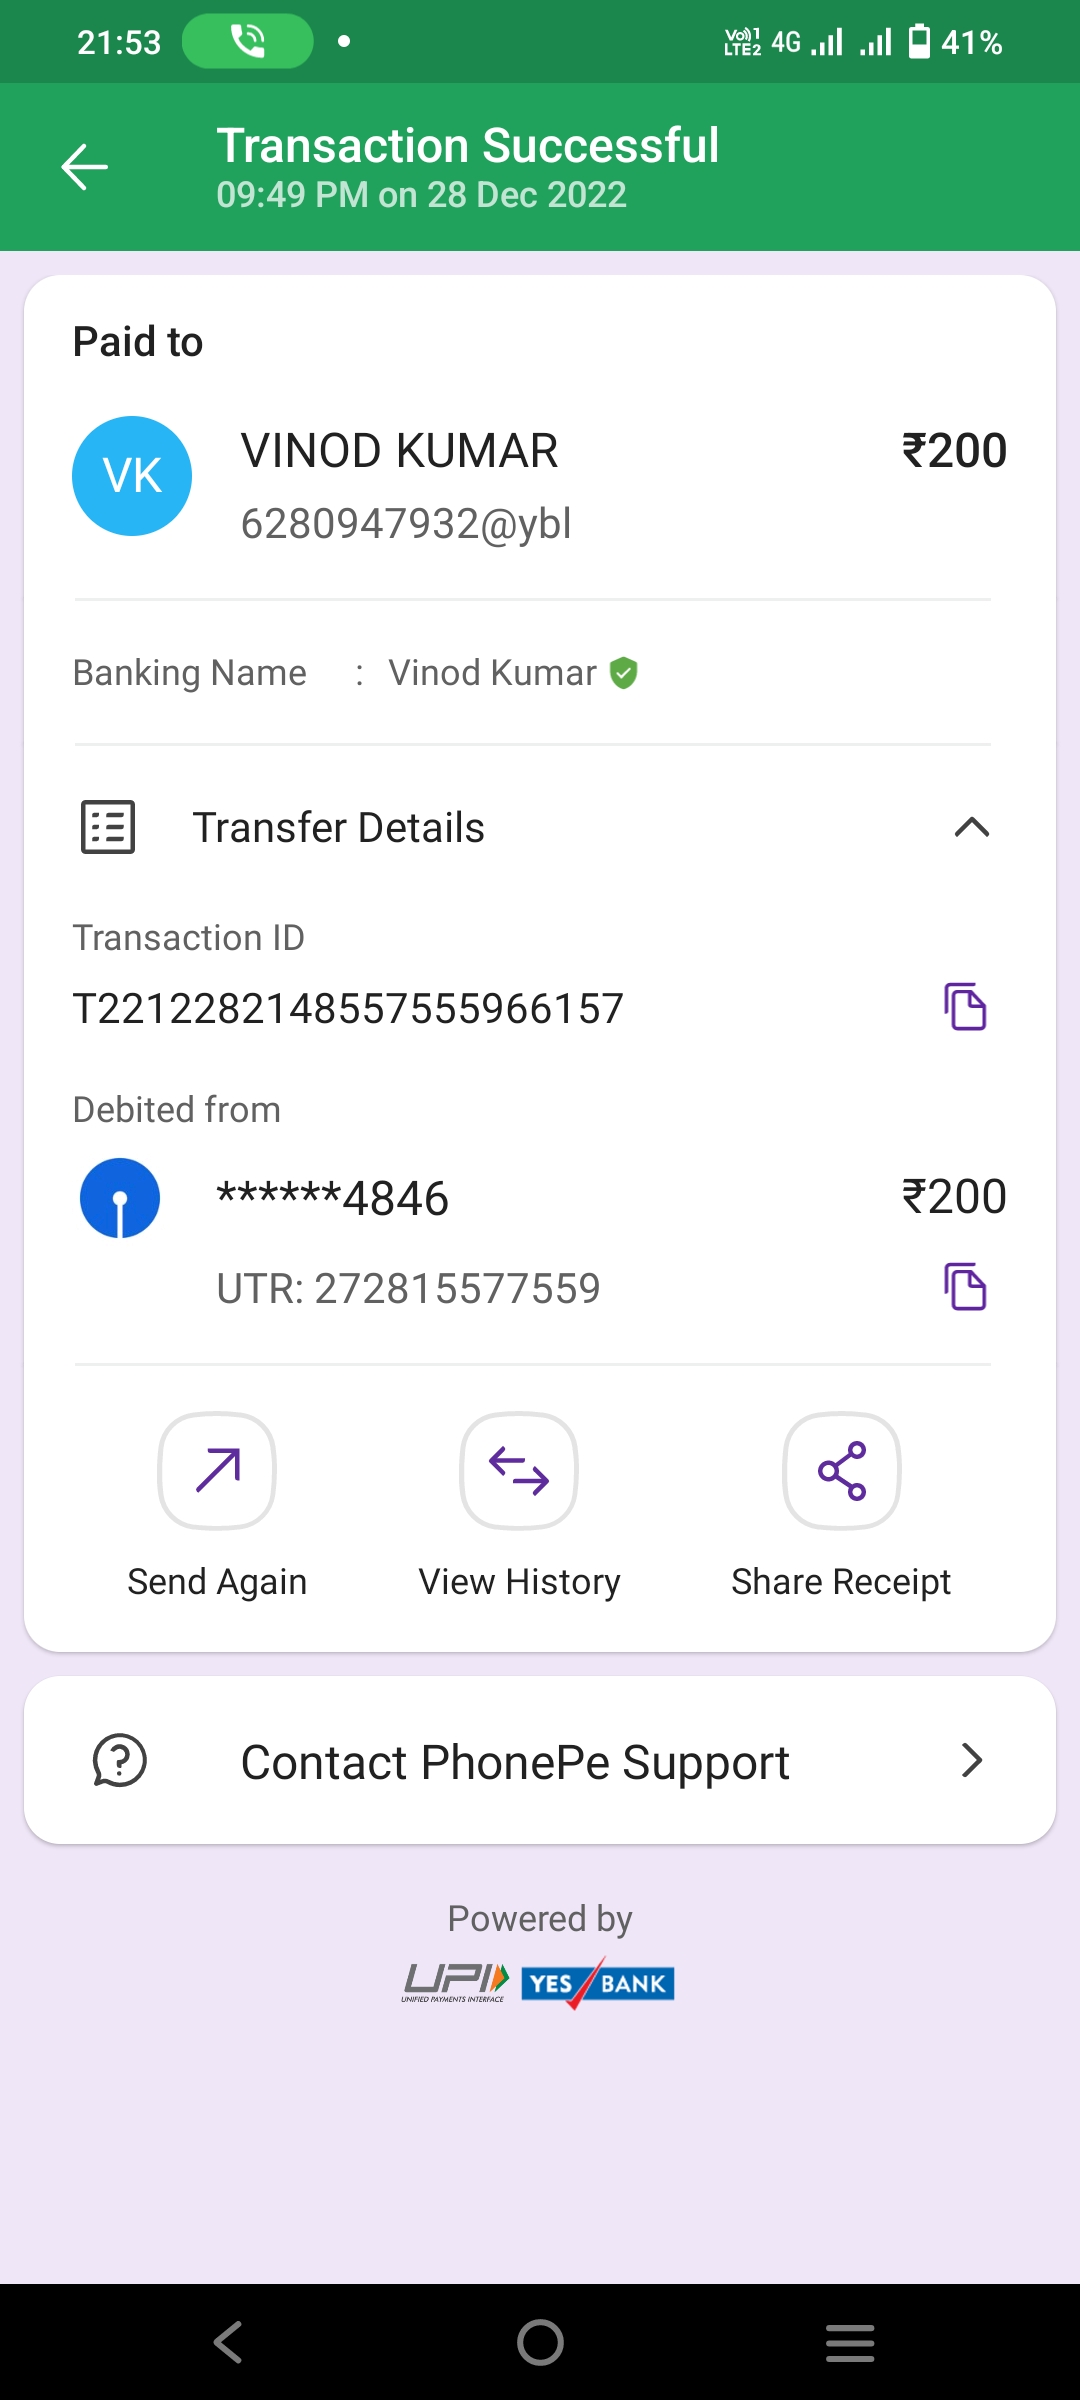 21:53 Vo))1 LTE2 4G 41%
Transaction Successful
09:49 PM on 28 Dec 2022
Paid to
VK VINOD KUMAR ₹200
6280947932@ybl
Banking Name : Vinod Kumar
Transfer Details
Transaction ID
T2212282148557555966157
Debited from
******4846 ₹200
UTR: 272815577559
Send Again View History Share Receipt
Contact PhonePe Support
Powered by
UPI YES BANK
UNIFIED PAYMENTS INTERFACE